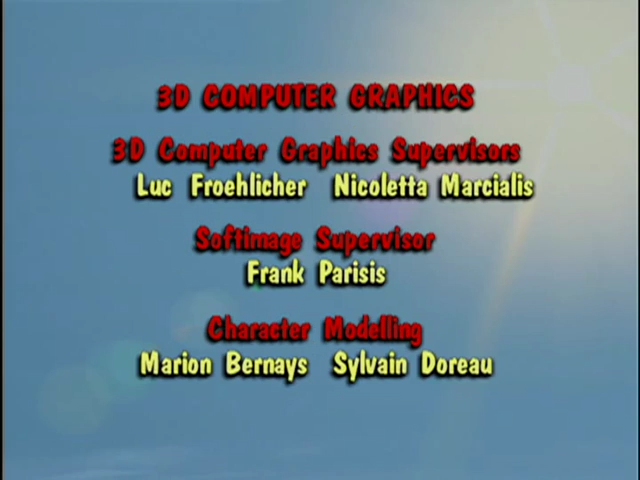 3D COMPUTER GRAPHICS
3D Computer Graphics Supervisors
Luc Froehlicher Nicoletta Marcialis
Softimage Supervisor
Frank Parisis
Character Modelling
Marion Bernays Sylvain Doreau